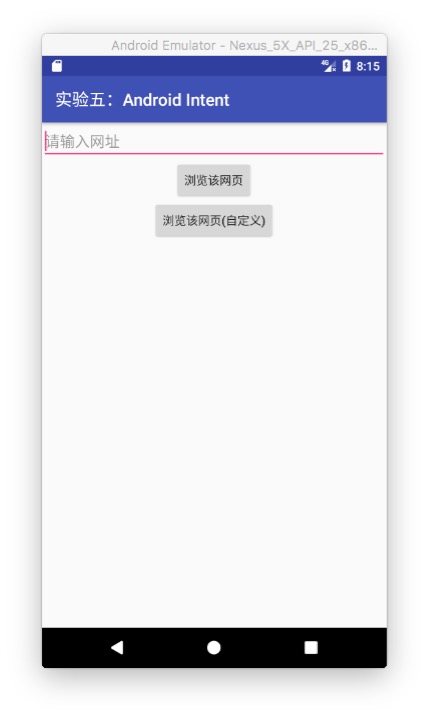 Android Emulator - Nexus_5X_API_25_x86...
4G 8:15
实验五：Android Intent
请输入网址
浏览该网页
浏览该网页(自定义)